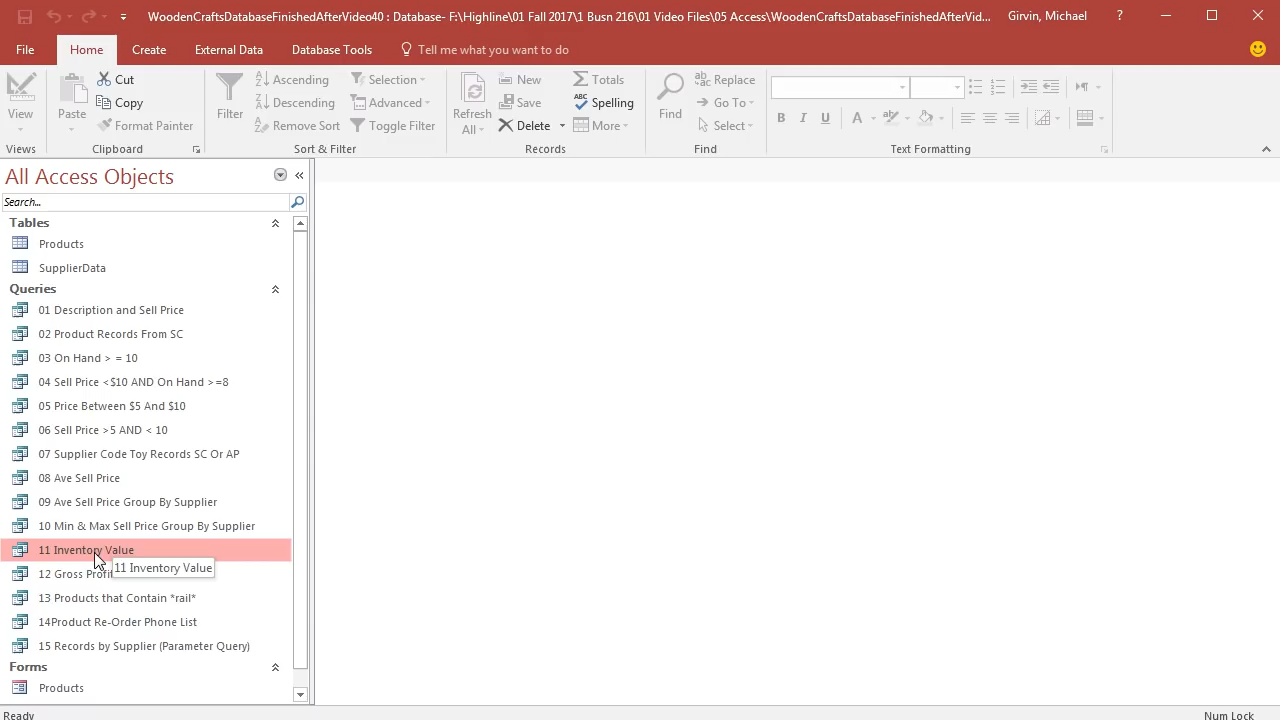 WoodenCraftsDatabaseFinishedAfterVideo40 : Database- F:\Highline\01 Fall 2017\1 Busn 216\01 Video Files\05 Access\WoodenCraftsDatabaseFinishedAfterVid...
Girvin, Michael
?
File Home Create External Data Database Tools Tell me what you want to do
View
Views
Paste
Cut
Copy
Format Painter
Clipboard
Filter
Ascending
Descending
Remove Sort
Selection
Advanced
Toggle Filter
Sort & Filter
Refresh All
New
Save
Delete
Totals
Spelling
More
Records
Find
Replace
Go To
Select
Find
B I U
Text Formatting
All Access Objects
Search...
Tables
Products
SupplierData
Queries
01 Description and Sell Price
02 Product Records From SC
03 On Hand > = 10
04 Sell Price <$10 AND On Hand >=8
05 Price Between $5 And $10
06 Sell Price >5 AND < 10
07 Supplier Code Toy Records SC Or AP
08 Ave Sell Price
09 Ave Sell Price Group By Supplier
10 Min & Max Sell Price Group By Supplier
11 Inventory Value
11 Inventory Value
12 Gross Profit
13 Products that Contain *rail*
14Product Re-Order Phone List
15 Records by Supplier (Parameter Query)
Forms
Products
Ready
Num Lock